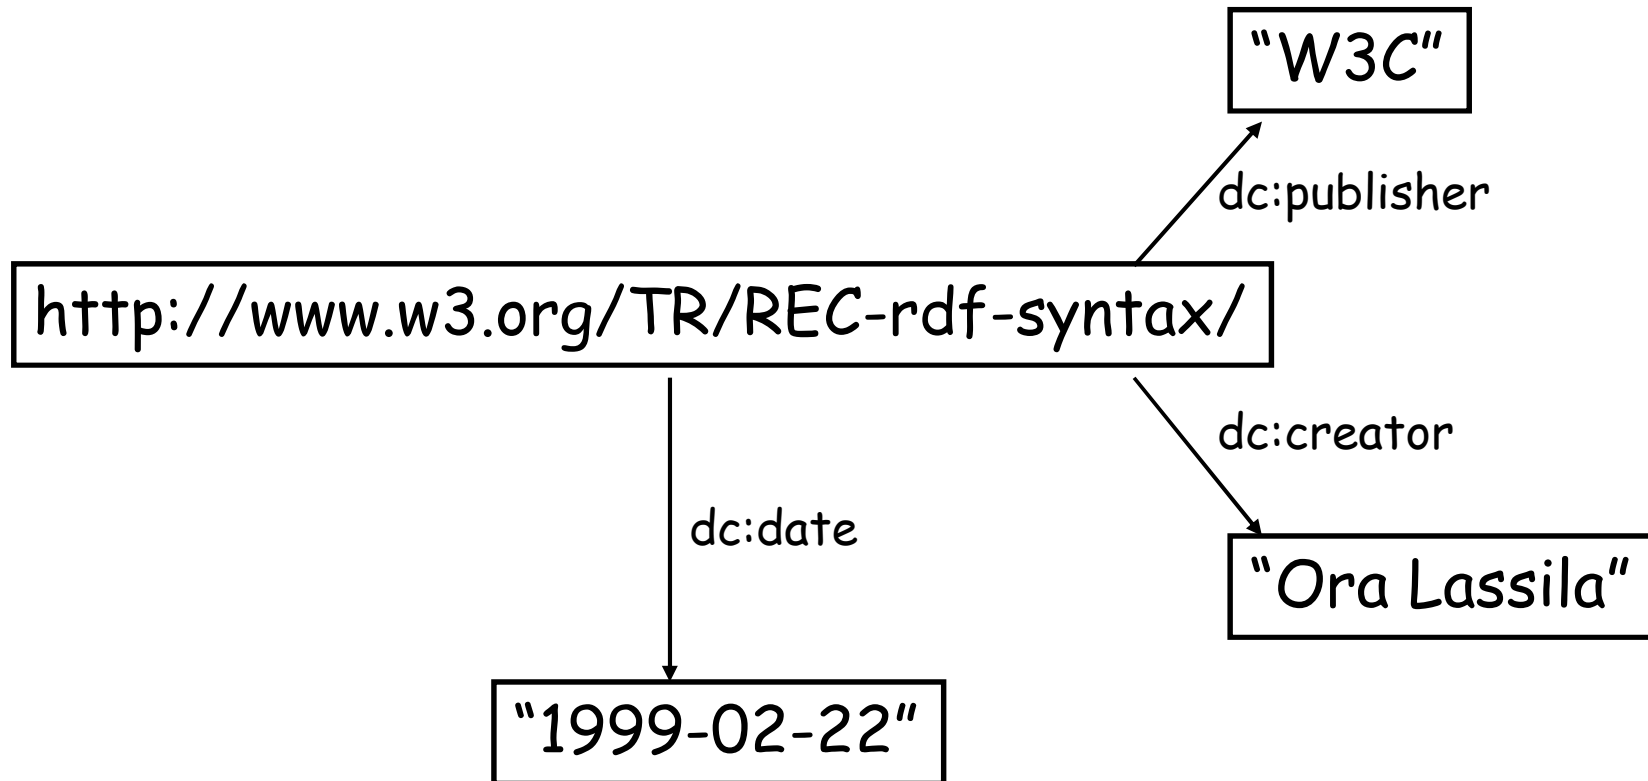 “W3C”
dc:publisher
http://www.w3.org/TR/REC-rdf-syntax/
dc:creator
dc:date
“Ora Lassila”
“1999-02-22”